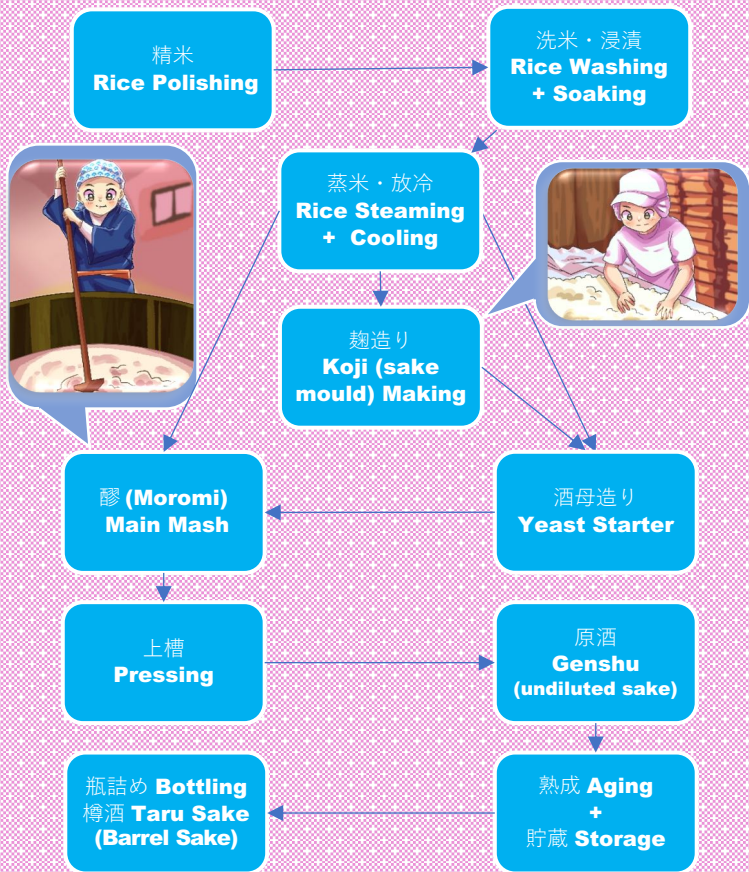 精米
Rice Polishing
洗米・浸漬
Rice Washing
+ Soaking
蒸米・放冷
Rice Steaming
+ Cooling
麹造り
Koji (sake
mould) Making
醪 (Moromi)
Main Mash
酒母造り
Yeast Starter
上槽
Pressing
原酒
Genshu
(undiluted sake)
瓶詰め Bottling
樽酒 Taru Sake
(Barrel Sake)
熟成 Aging
+
貯蔵 Storage